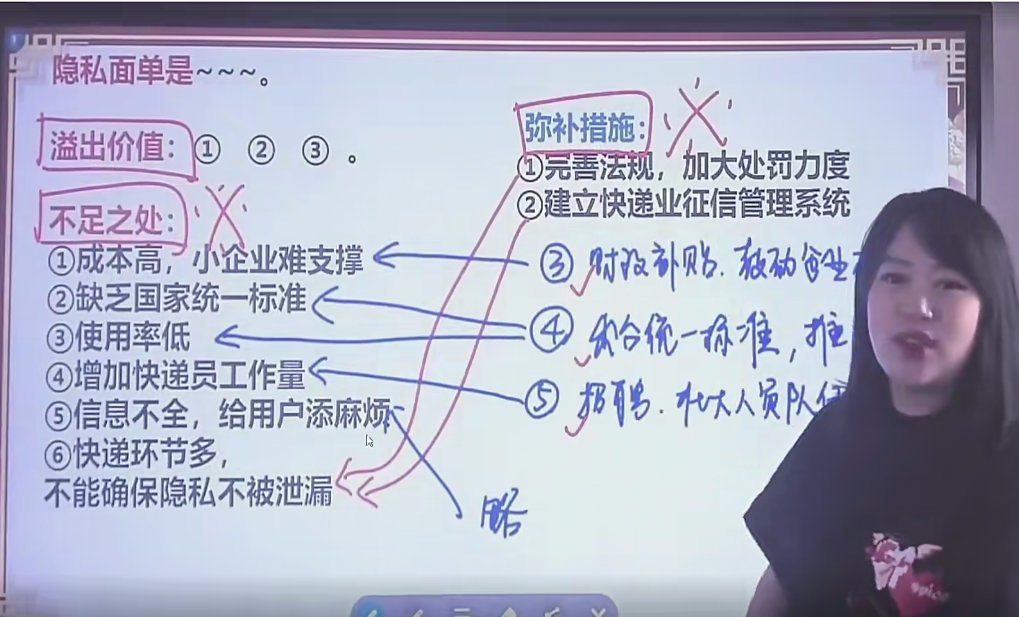 隐私面单是~~~。
溢出价值：① ② ③ 。
不足之处：
①成本高，小企业难支撑
②缺乏国家统一标准
③使用率低
④增加快递员工作量
⑤信息不全，给用户添麻烦
⑥快递环节多，
不能确保隐私不被泄漏
弥补措施：
①完善法规，加大处罚力度
②建立快递业征信管理系统
③ 财政补贴.鼓励企业
④ 出台统一标准，推
⑤ 招聘.壮大人员队伍
略
spice